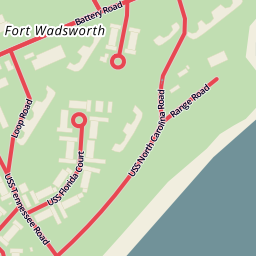 Battery Road
Fort Wadsworth
Range Road
Loop Road
USS North Carolina Road
USS Florida Court
USS Tennessee Road